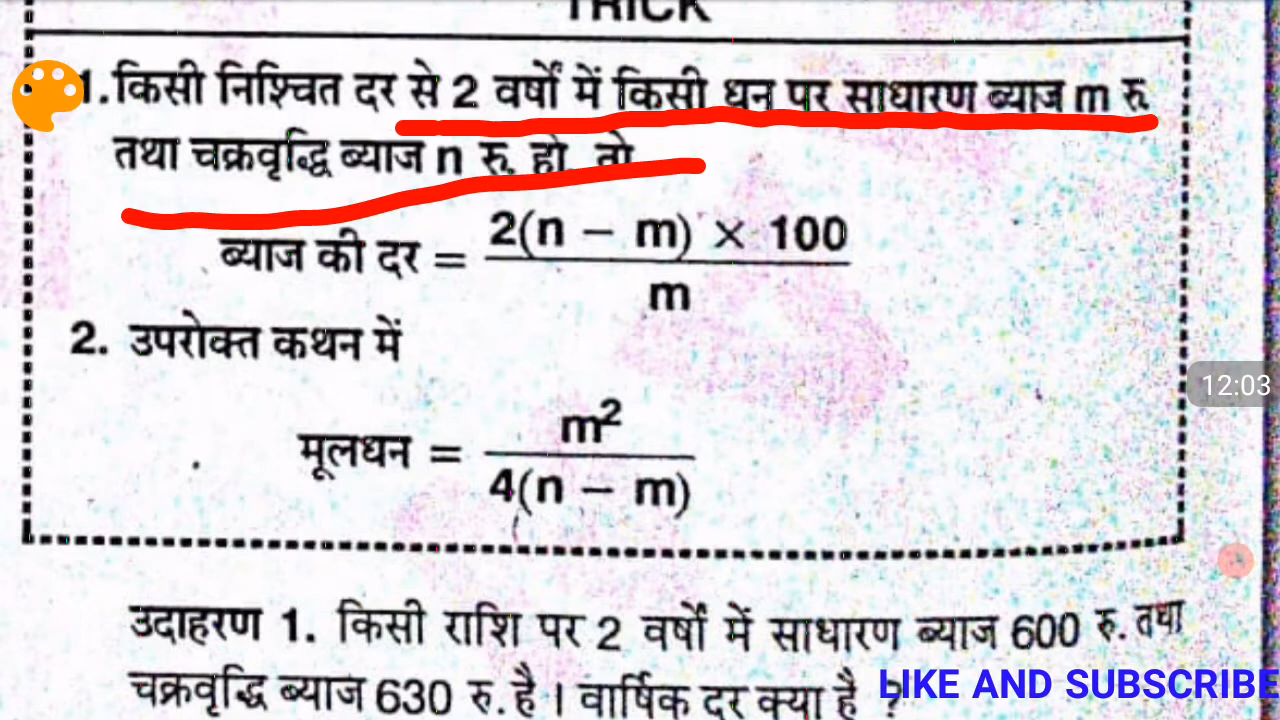 TRICK
1. किसी निश्चित दर से 2 वर्षों में किसी धन पर साधारण ब्याज m रु
तथा चक्रवृद्धि ब्याज n रु. हो तो
ब्याज की दर = 2(n – m) × 100
m
2. उपरोक्त कथन में
मूलधन = m²
4(n – m)
12:03
उदाहरण 1. किसी राशि पर 2 वर्षों में साधारण ब्याज 600 रु. तथा
चक्रवृद्धि ब्याज 630 रु. है । वार्षिक दर क्या है ?
LIKE AND SUBSCRIBE